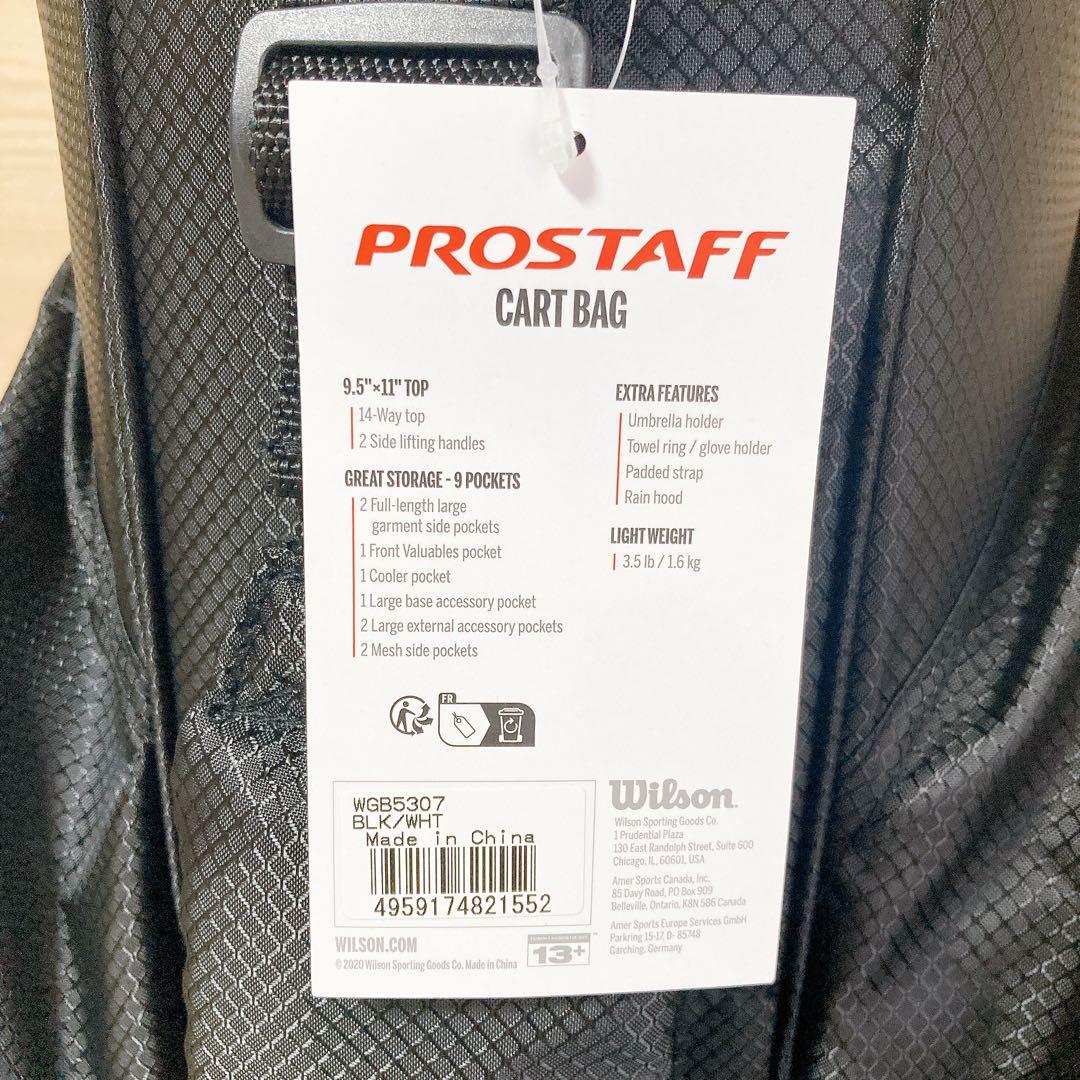 PROSTAFF
CART BAG
9.5"×11" TOP
14-Way top
2 Side lifting handles
GREAT STORAGE - 9 POCKETS
2 Full-length large
garment side pockets
1 Front Valuables pocket
1 Cooler pocket
1 Large base accessory pocket
2 Large external accessory pockets
2 Mesh side pockets
EXTRA FEATURES
Umbrella holder
Towel ring / glove holder
Padded strap
Rain hood
LIGHT WEIGHT
3.5 lb / 1.6 kg
FR
WGB5307
BLK/WHT
Made in China
4959174821552
WILSON.COM
© 2020 Wilson Sporting Goods Co. Made in China
13+
Wilson.
Wilson Sporting Goods Co.
1 Prudential Plaza
130 East Randolph Street, Suite 600
Chicago, IL, 60601, USA
Amer Sports Canada, Inc.
85 Davy Road, PO Box 909
Belleville, Ontario, K8N 5B6 Canada
Amer Sports Europe Services GmbH
Parkring 15-17, D- 85748
Garching, Germany